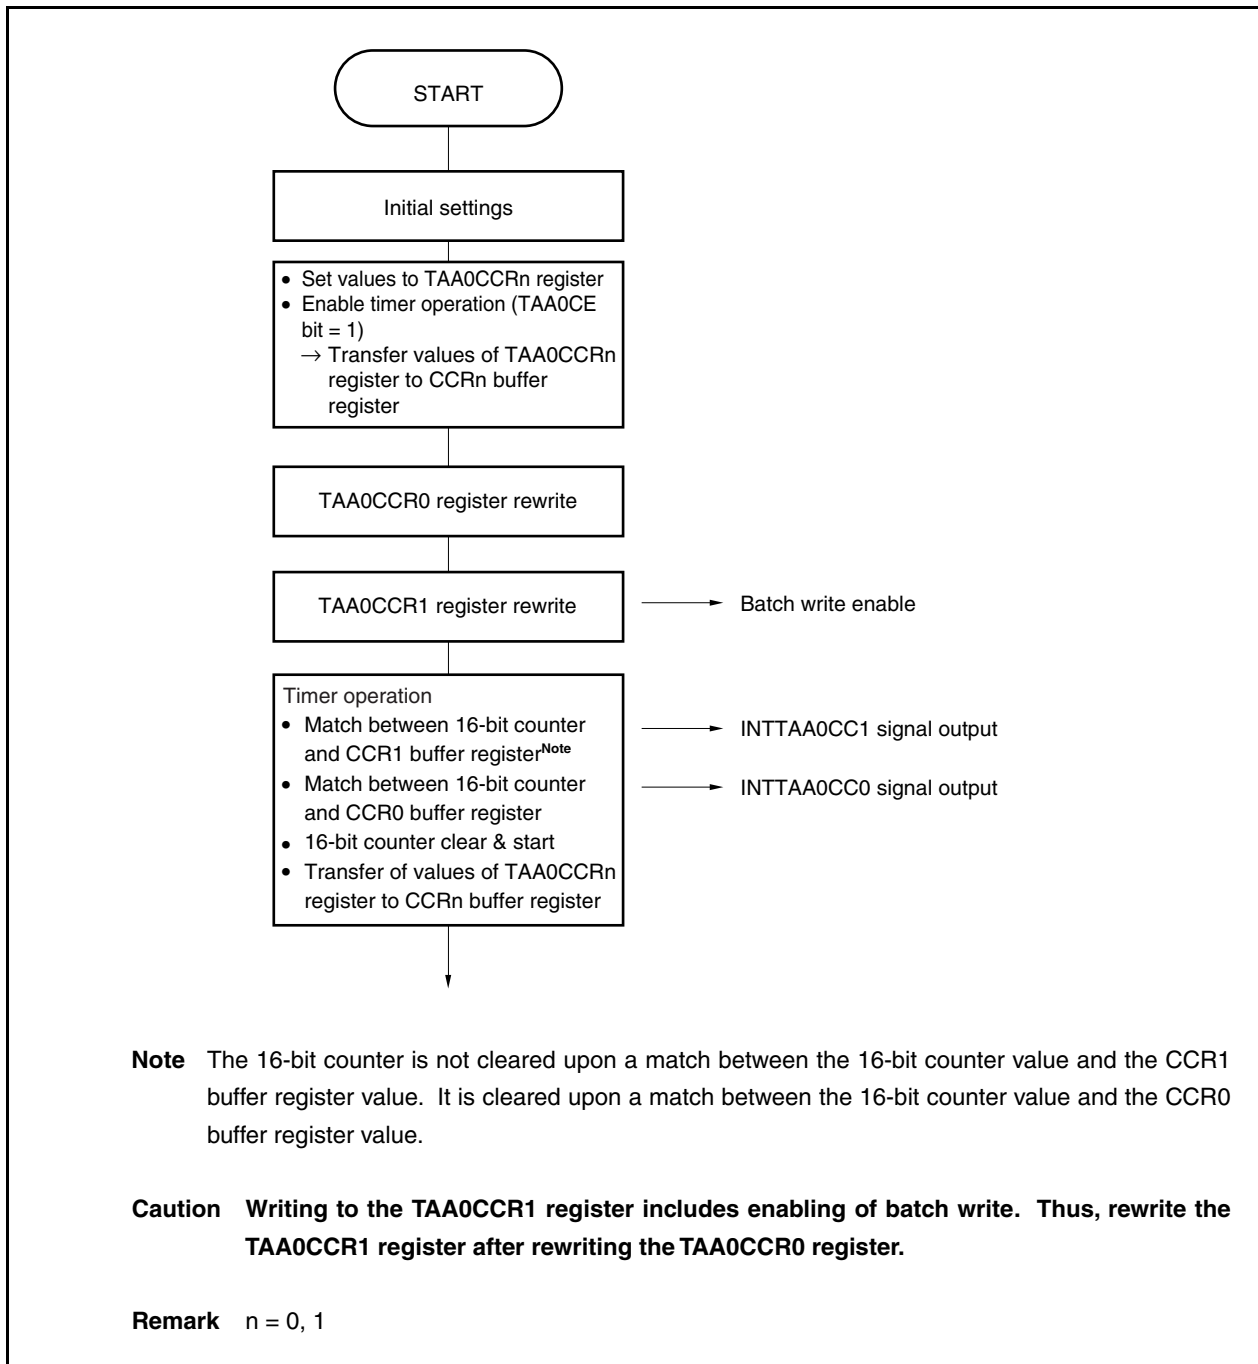 START
Initial settings
• Set values to TAA0CCRn register
• Enable timer operation (TAA0CE
bit = 1)
→ Transfer values of TAA0CCRn
register to CCRn buffer
register
TAA0CCR0 register rewrite
TAA0CCR1 register rewrite
Batch write enable
Timer operation
• Match between 16-bit counter
and CCR1 buffer registerNote
INTTAA0CC1 signal output
• Match between 16-bit counter
and CCR0 buffer register
INTTAA0CC0 signal output
• 16-bit counter clear & start
• Transfer of values of TAA0CCRn
register to CCRn buffer register
Note The 16-bit counter is not cleared upon a match between the 16-bit counter value and the CCR1
buffer register value. It is cleared upon a match between the 16-bit counter value and the CCR0
buffer register value.
Caution Writing to the TAA0CCR1 register includes enabling of batch write. Thus, rewrite the
TAA0CCR1 register after rewriting the TAA0CCR0 register.
Remark n = 0, 1